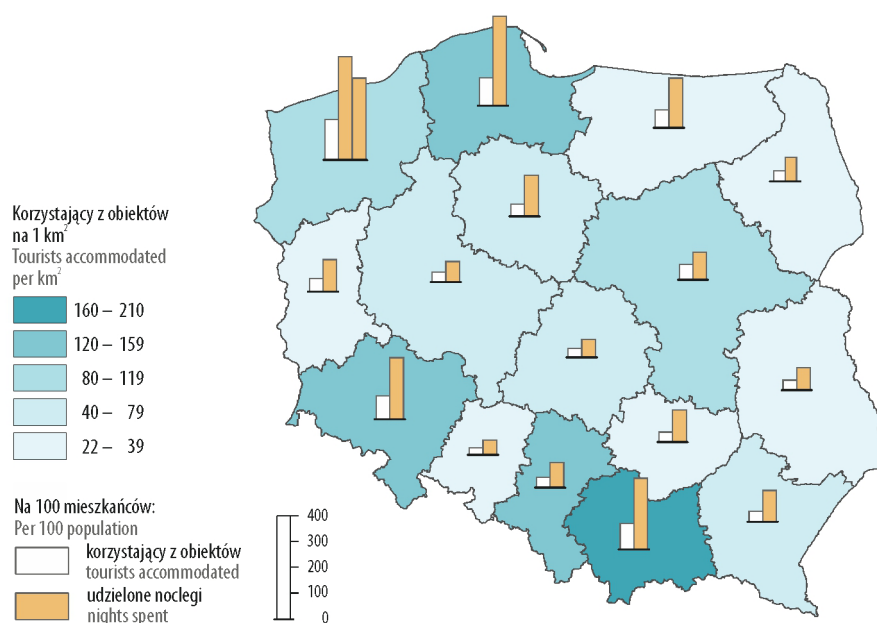 Korzystający z obiektów
na 1 km²
Tourists accommodated
per km²
160 – 210
120 – 159
80 – 119
40 – 79
22 – 39
Na 100 mieszkańców:
Per 100 population
korzystający z obiektów
tourists accommodated
udzielone noclegi
nights spent
400
300
200
100
0